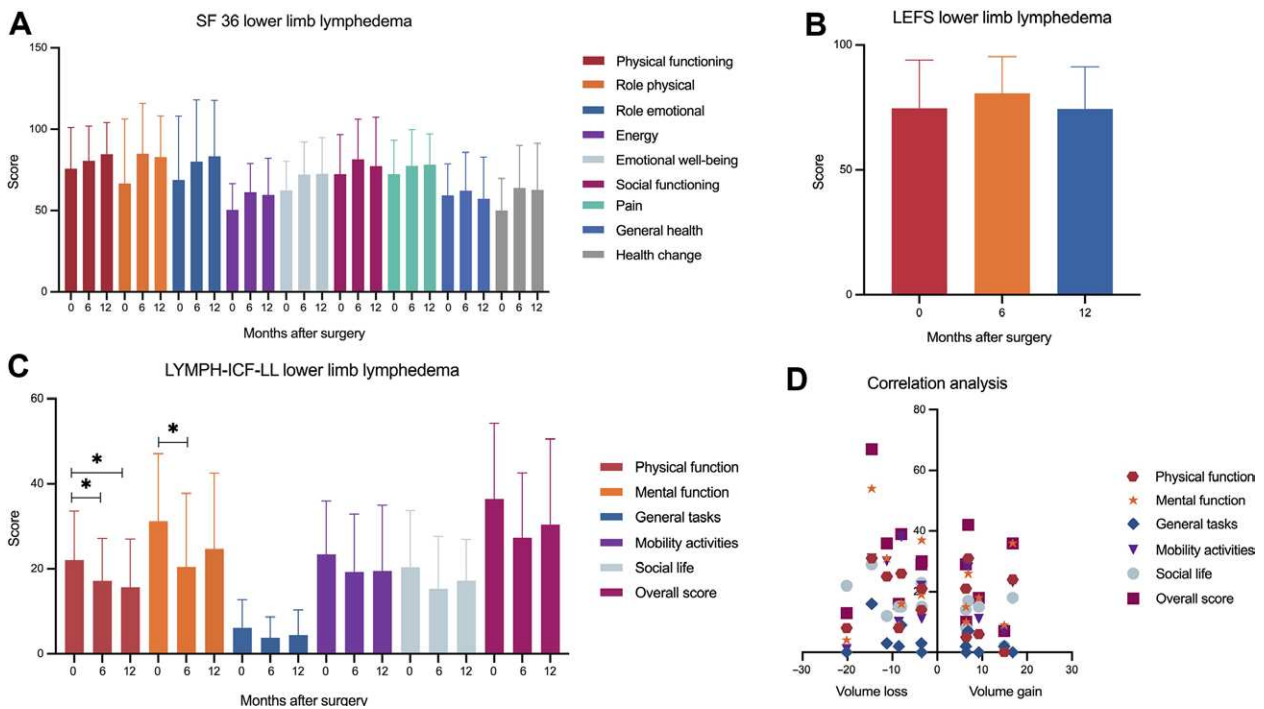 A
SF 36 lower limb lymphedema
150
100
50
0
Score
0 6 12 0 6 12 0 6 12 0 6 12 0 6 12 0 6 12 0 6 12 0 6 12 0 6 12
Months after surgery
Physical functioning
Role physical
Role emotional
Energy
Emotional well-being
Social functioning
Pain
General health
Health change
B
LEFS lower limb lymphedema
100
50
0
Score
0 6 12
Months after surgery
C
LYMPH-ICF-LL lower limb lymphedema
60
40
20
0
Score
* * *
0 6 12 0 6 12 0 6 12 0 6 12 0 6 12 0 6 12
Months after surgery
Physical function
Mental function
General tasks
Mobility activities
Social life
Overall score
D
Correlation analysis
80
60
40
20
−30 −20 −10 0 10 20 30
Volume loss Volume gain
Physical function
Mental function
General tasks
Mobility activities
Social life
Overall score